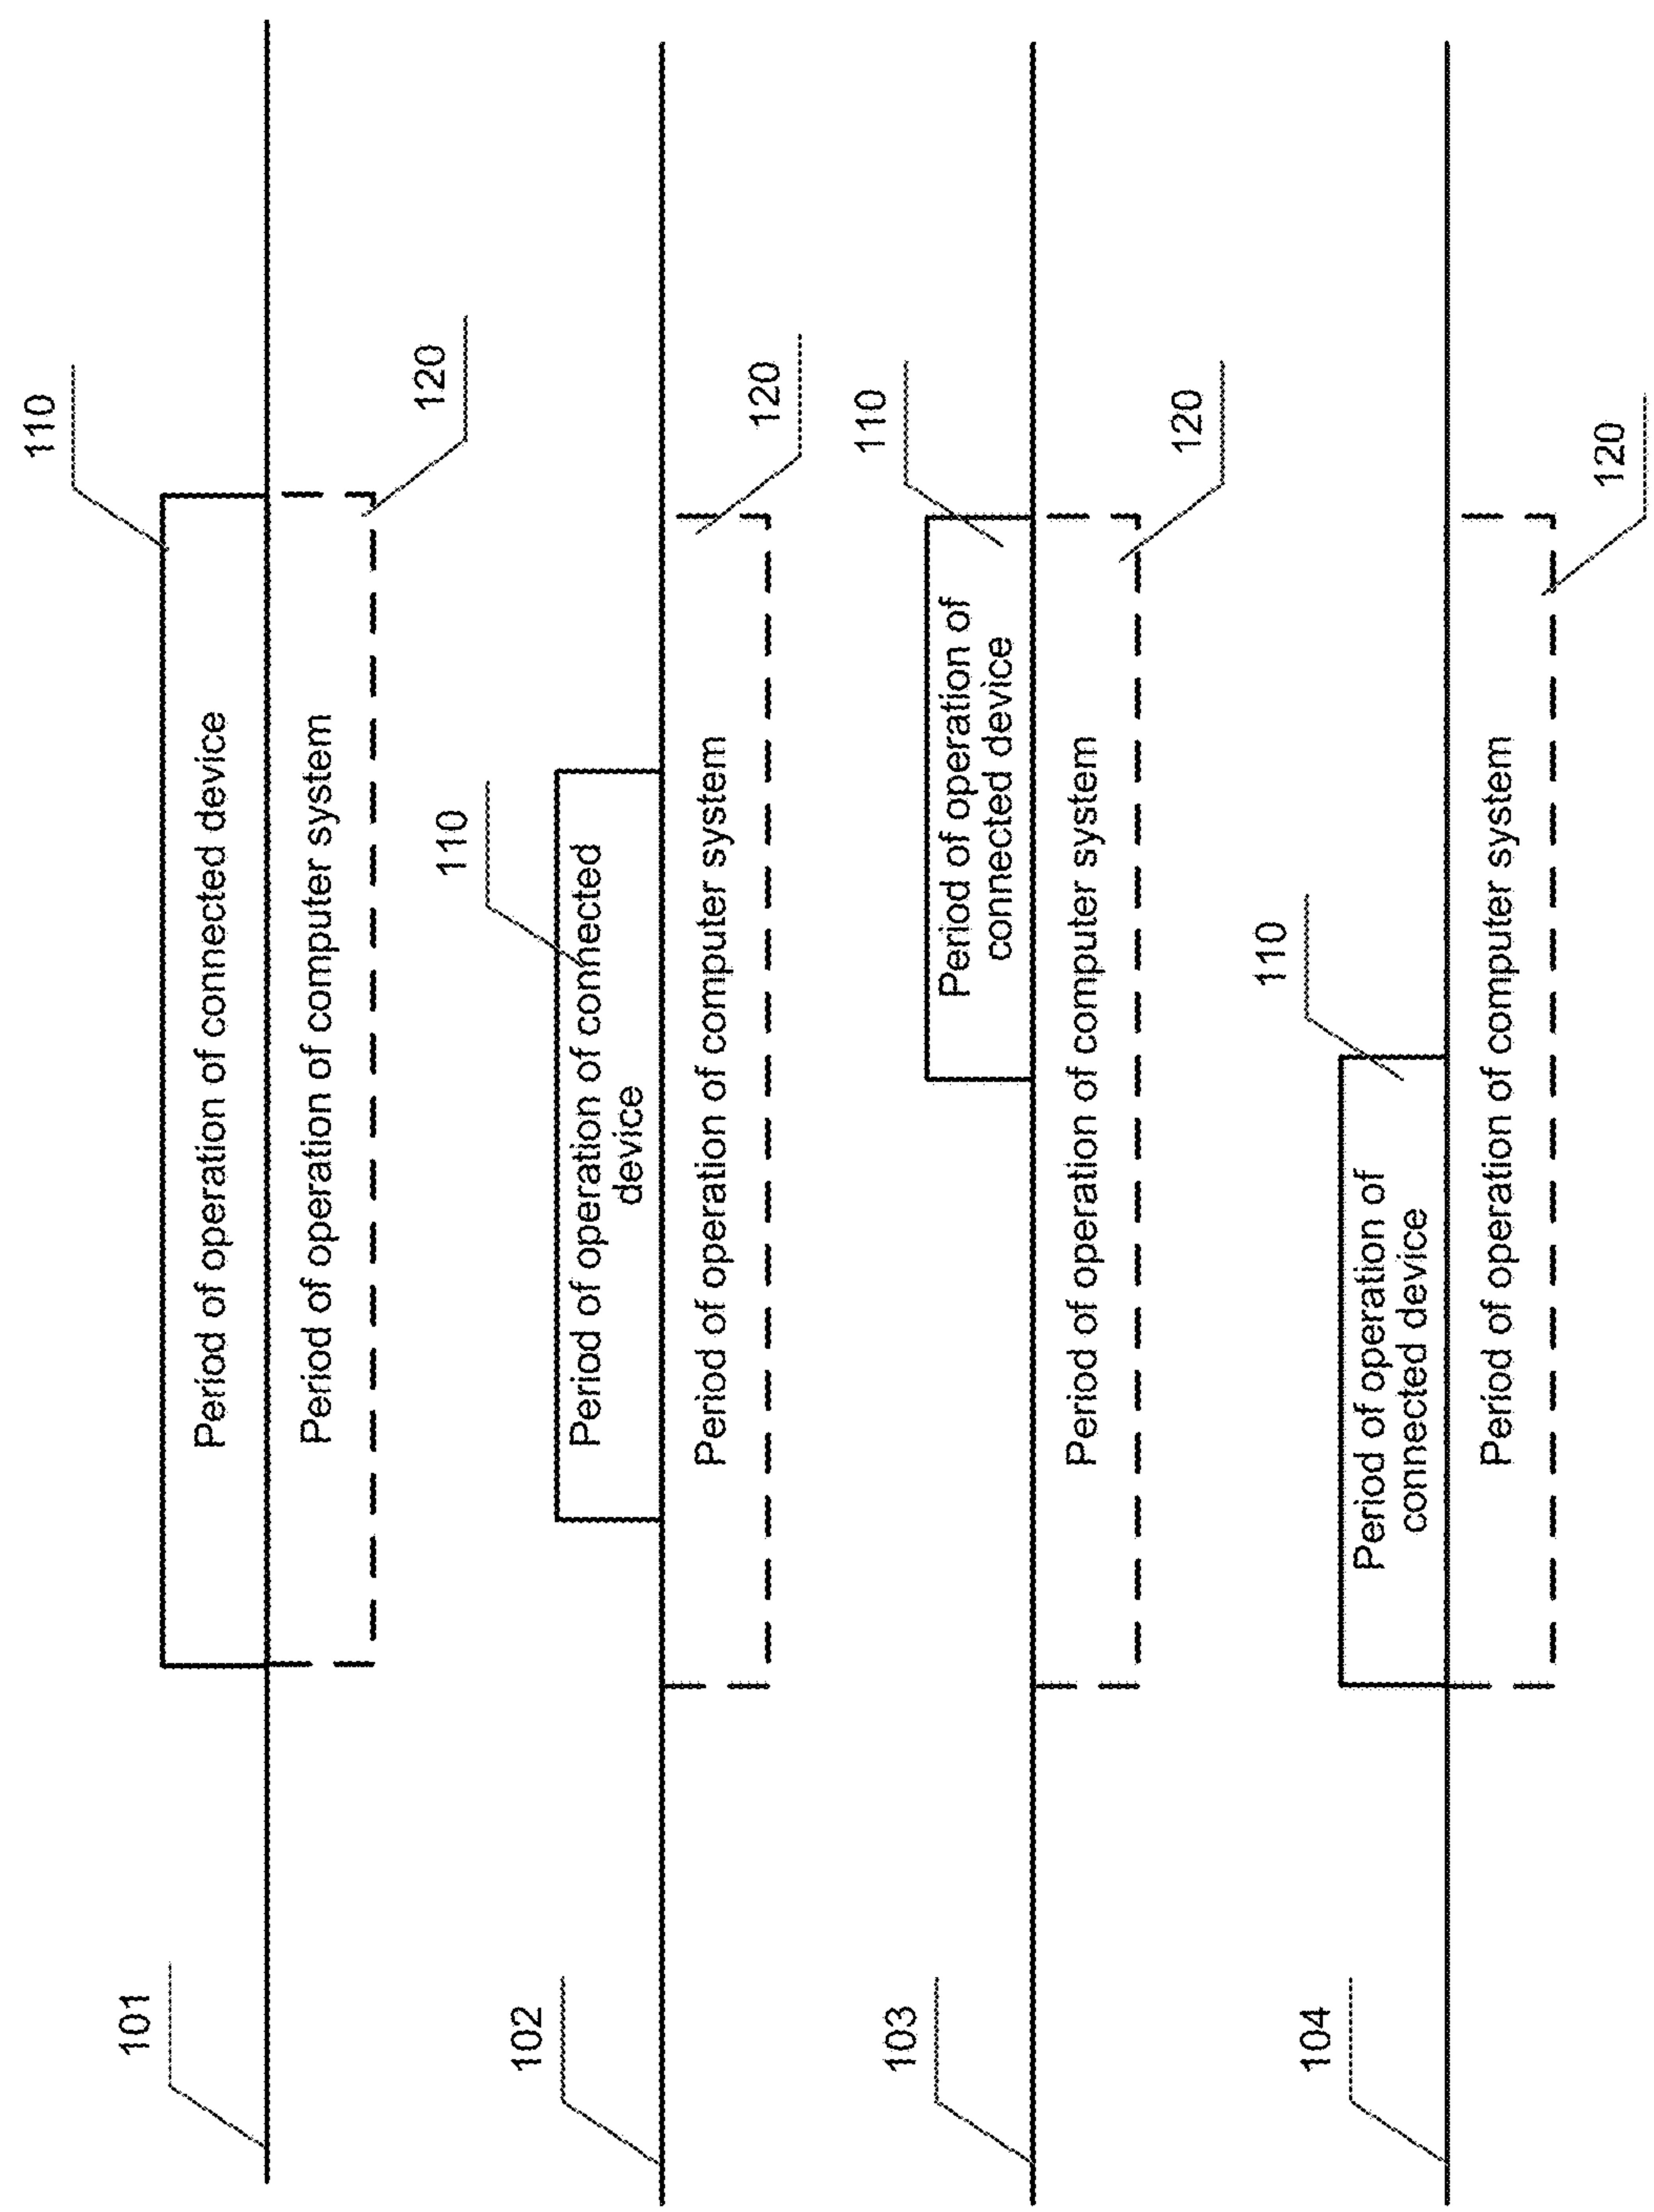 110
Period of operation of connected device
Period of operation of computer system
120
101
110
Period of operation of connected
device
Period of operation of computer system
120
102
110
Period of operation of
connected device
Period of operation of computer system
120
103
110
Period of operation of
connected device
Period of operation of computer system
120
104